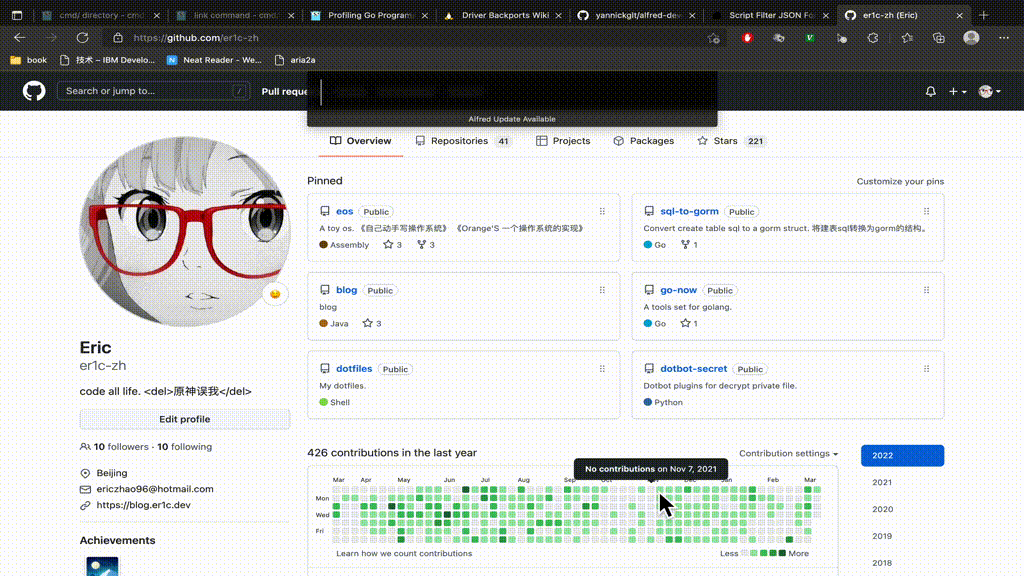 cmd/ directory - cmd
link command - cmd.
Profiling Go Program
Driver Backports Wiki
yannickglt/alfred-dev
Script Filter JSON Fo
er1c-zh (Eric)
https://github.com/er1c-zh
book
技术 – IBM Develo...
Neat Reader - We...
aria2a
Search or jump to...
/
Pull reque
Alfred Update Available
Overview
Repositories 41
Projects
Packages
Stars 221
Pinned
Customize your pins
eos Public
A toy os. 《自己动手写操作系统》 《Orange'S 一个操作系统的实现》
Assembly 3 3
sql-to-gorm Public
Convert create table sql to a gorm struct. 将建表sql转换为gorm的结构。
Go 1
blog Public
blog
Java 3
go-now Public
A tools set for golang.
Go 1
dotfiles Public
My dotfiles.
Shell
dotbot-secret Public
Dotbot plugins for decrypt private file.
Python
Eric
er1c-zh
code all life. <del>原神误我</del>
Edit profile
10 followers · 10 following
Beijing
ericzhao96@hotmail.com
https://blog.er1c.dev
Achievements
426 contributions in the last year
Contribution settings
No contributions on Nov 7, 2021
Mar Apr May Jun Jul Aug Sep Oct Dec Jan Feb Mar
Mon
Wed
Fri
Learn how we count contributions
Less
More
2022
2021
2020
2019
2018